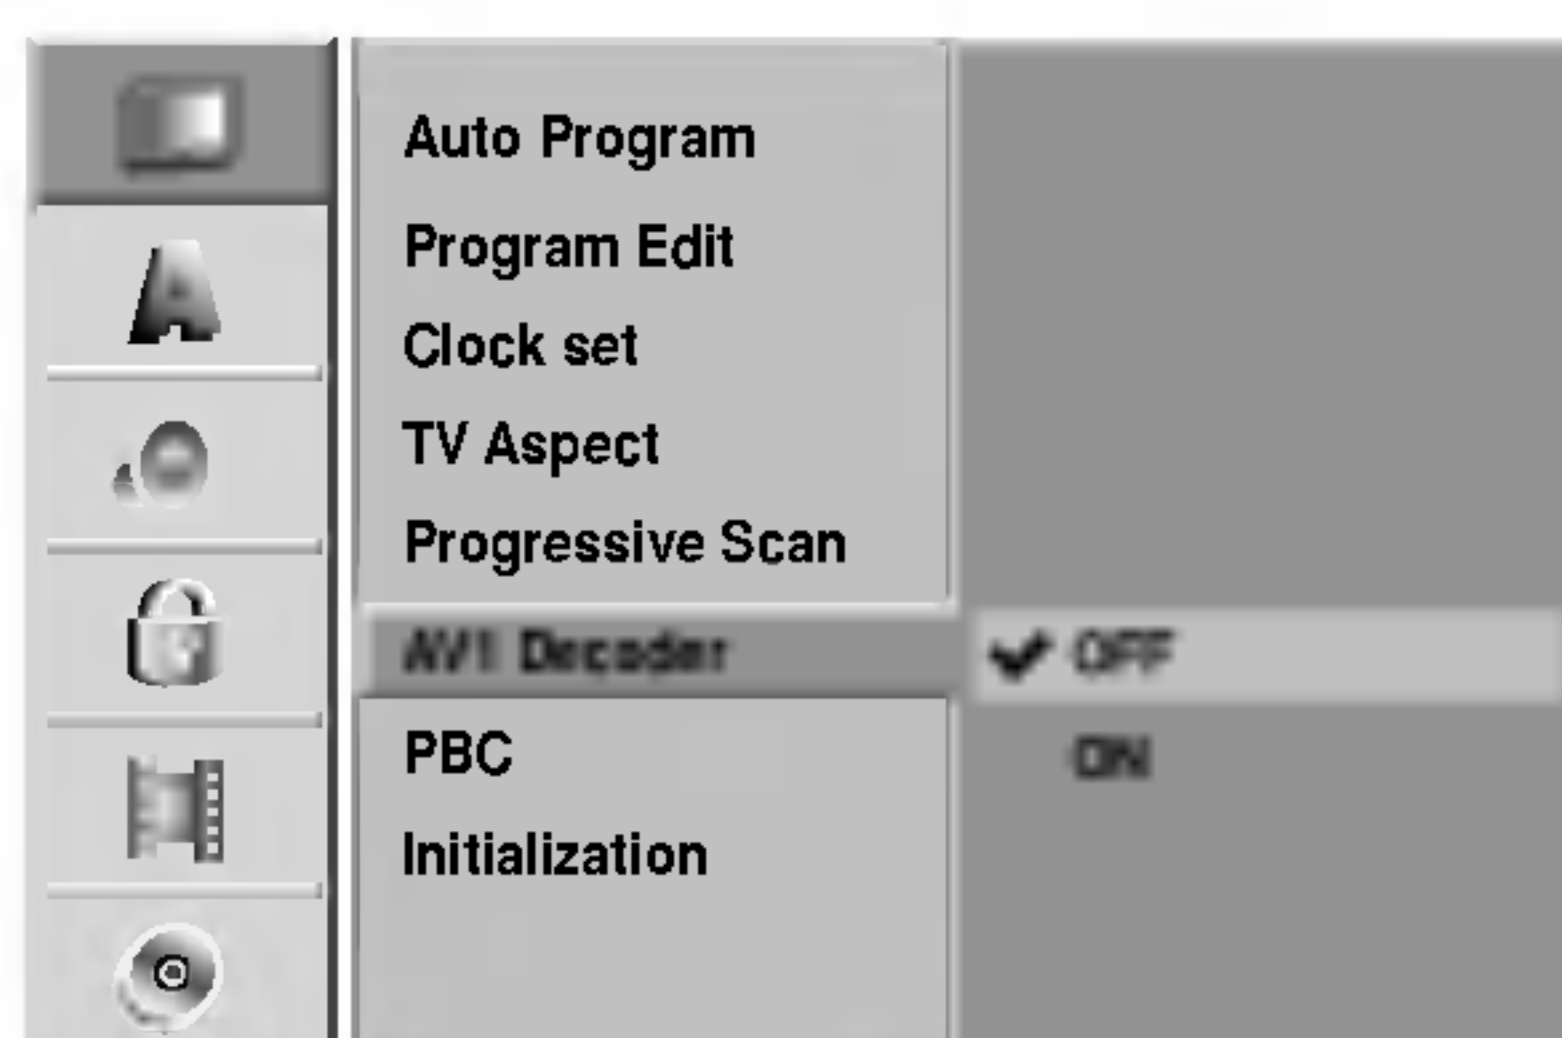 Auto Program
Program Edit
Clock set
TV Aspect
Progressive Scan
AV1 Decoder
OFF
ON
PBC
Initialization